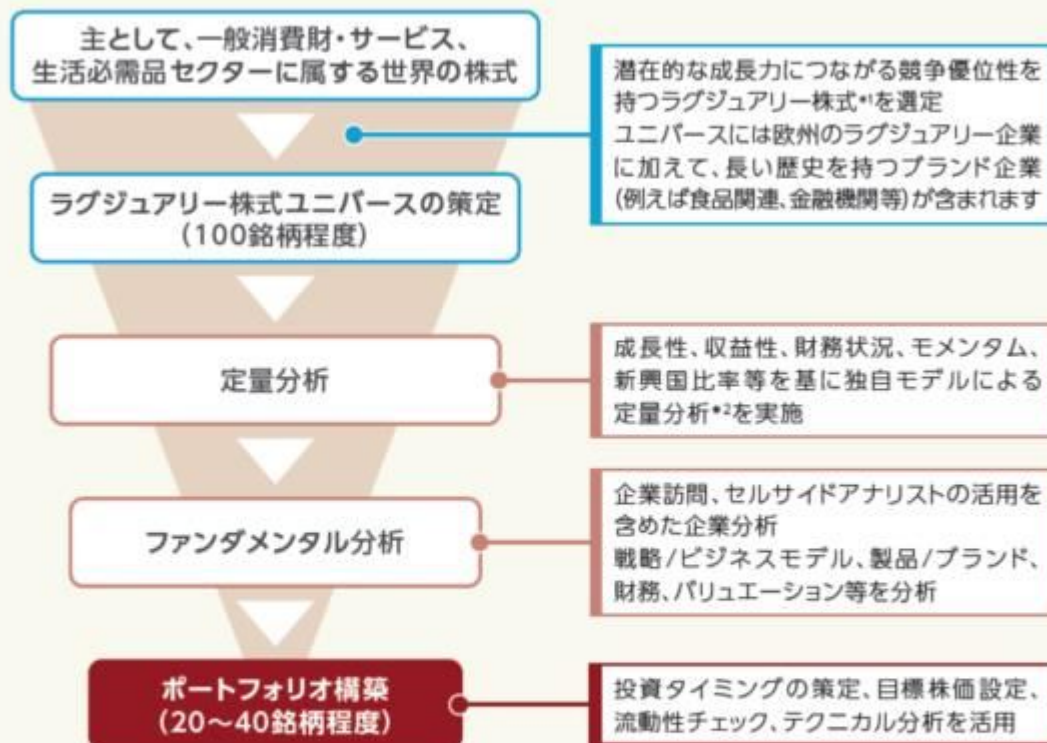 主として、一般消費財・サービス、
生活必需品セクターに属する世界の株式
潜在的な成長力につながる競争優位性を
持つラグジュアリー株式*1を選定
ユニバースには欧州のラグジュアリー企業
に加えて、長い歴史を持つブランド企業
(例えば食品関連、金融機関等)が含まれます
ラグジュアリー株式ユニバースの策定
(100銘柄程度)
定量分析
成長性、収益性、財務状況、モメンタム、
新興国比率等を基に独自モデルによる
定量分析*2を実施
ファンダメンタル分析
企業訪問、セルサイドアナリストの活用を
含めた企業分析
戦略/ビジネスモデル、製品/ブランド、
財務、バリュエーション等を分析
ポートフォリオ構築
(20〜40銘柄程度)
投資タイミングの策定、目標株価設定、
流動性チェック、テクニカル分析を活用